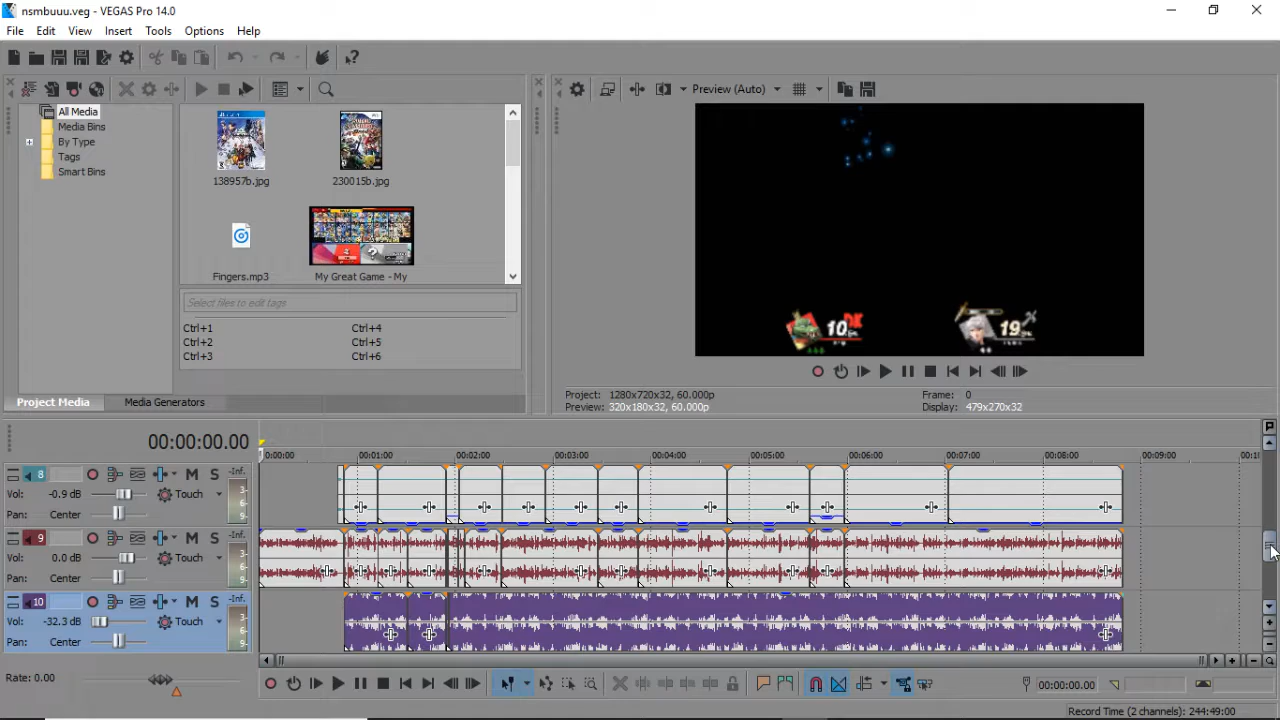 nsmbuuu.veg - VEGAS Pro 14.0
File Edit View Insert Tools Options Help
Preview (Auto)
All Media
Media Bins
By Type
Tags
Smart Bins
138957b.jpg
230015b.jpg
Fingers.mp3
My Great Game - My
Select files to edit tags
Ctrl+1
Ctrl+4
Ctrl+2
Ctrl+5
Ctrl+3
Ctrl+6
Project Media
Media Generators
10
19
Project: 1280x720x32, 60.000p
Frame: 0
Preview: 320x180x32, 60.000p
Display: 479x270x32
00:00:00.00
0:00:00
00:01:00
00:02:00
00:03:00
00:04:00
00:05:00
00:06:00
00:07:00
00:08:00
00:09:00
8 M S -Inf.
Vol: -0.9 dB Touch
Pan: Center
9 M S -Inf.
Vol: 0.0 dB Touch
Pan: Center
10 M S -Inf.
Vol: -32.3 dB Touch
Pan: Center
Rate: 0.00
00:00:00.00
Record Time (2 channels): 244:49:00